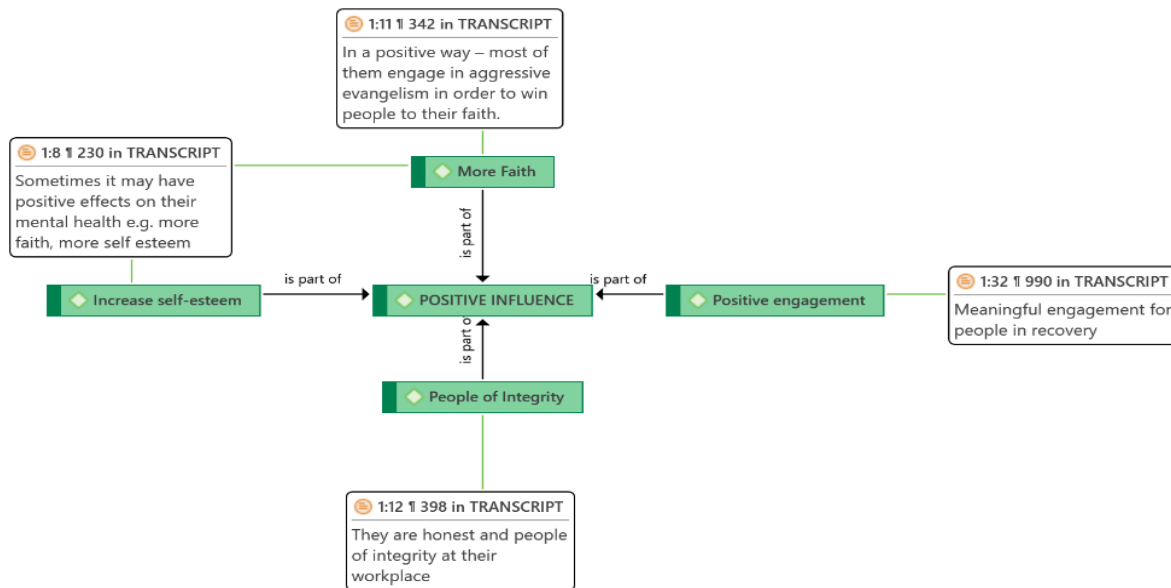 1:11 ¶ 342 in TRANSCRIPT
In a positive way – most of
them engage in aggressive
evangelism in order to win
people to their faith.
1:8 ¶ 230 in TRANSCRIPT
Sometimes it may have
positive effects on their
mental health e.g. more
faith, more self esteem
More Faith
is part of
Increase self-esteem
is part of
POSITIVE INFLUENCE
is part of
Positive engagement
1:32 ¶ 990 in TRANSCRIPT
Meaningful engagement for
people in recovery
is part of
People of Integrity
1:12 ¶ 398 in TRANSCRIPT
They are honest and people
of integrity at their
workplace